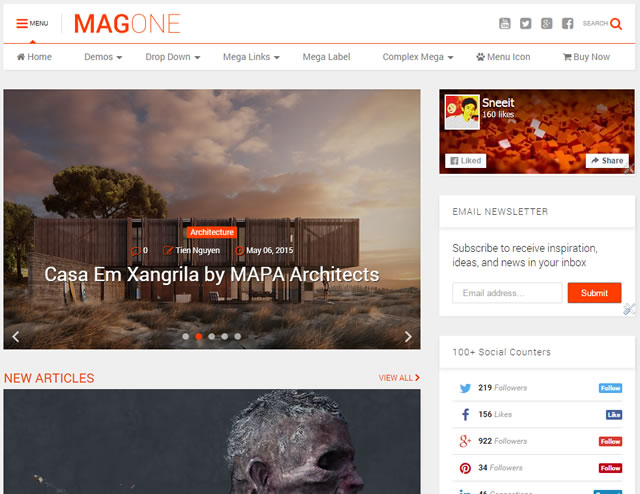 MENU
MAGONE
SEARCH
Home
Demos
Drop Down
Mega Links
Mega Label
Complex Mega
Menu Icon
Buy Now
Architecture
0
Tien Nguyen
May 06, 2015
Casa Em Xangrila by MAPA Architects
NEW ARTICLES
VIEW ALL
Sneeit
160 likes
Liked
Share
EMAIL NEWSLETTER
Subscribe to receive inspiration,
ideas, and news in your inbox
Email address...
Submit
100+ Social Counters
219 Followers
Follow
156 Likes
Like
922 Followers
Follow
34 Followers
Follow